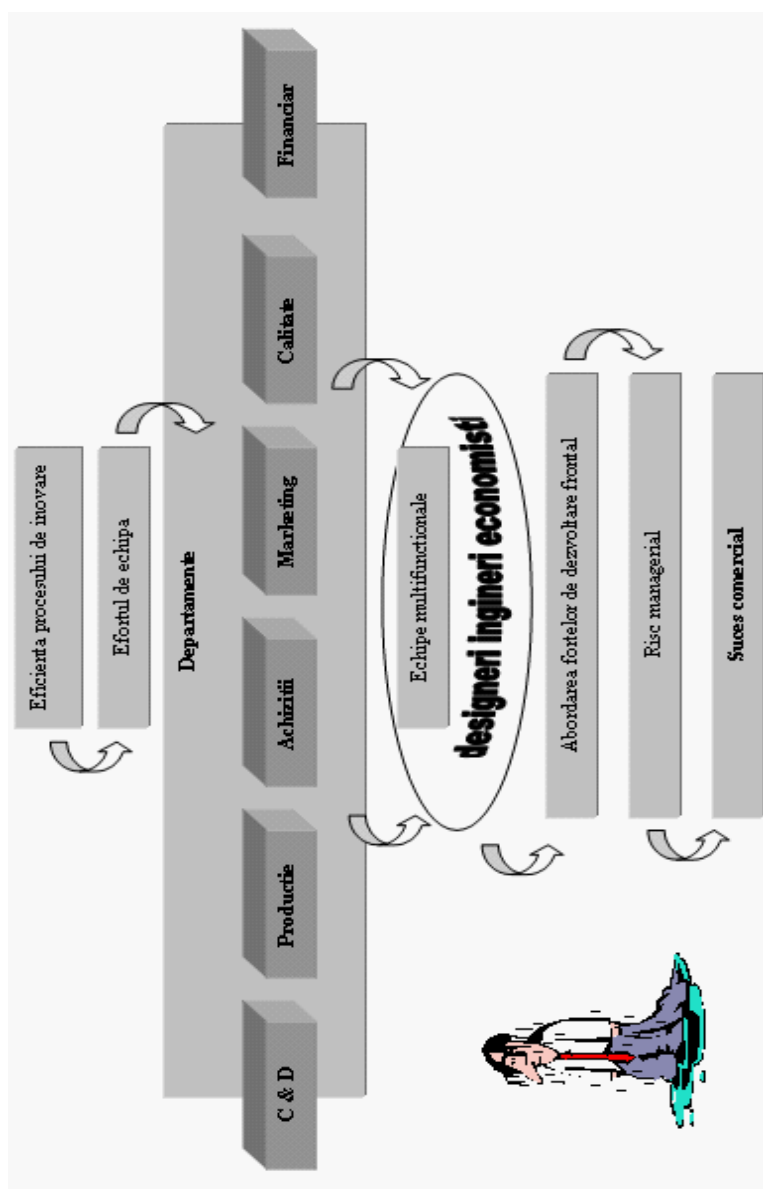 Eficienta procesului de inovare
Efortul de echipa
Departamente
C & D
Productie
Achizitii
Marketing
Calitate
Financiar
Echipe multifunctionale
designeri ingineri economisti
Abordarea fortelor de dezvoltare frontal
Risc managerial
Suces comercial